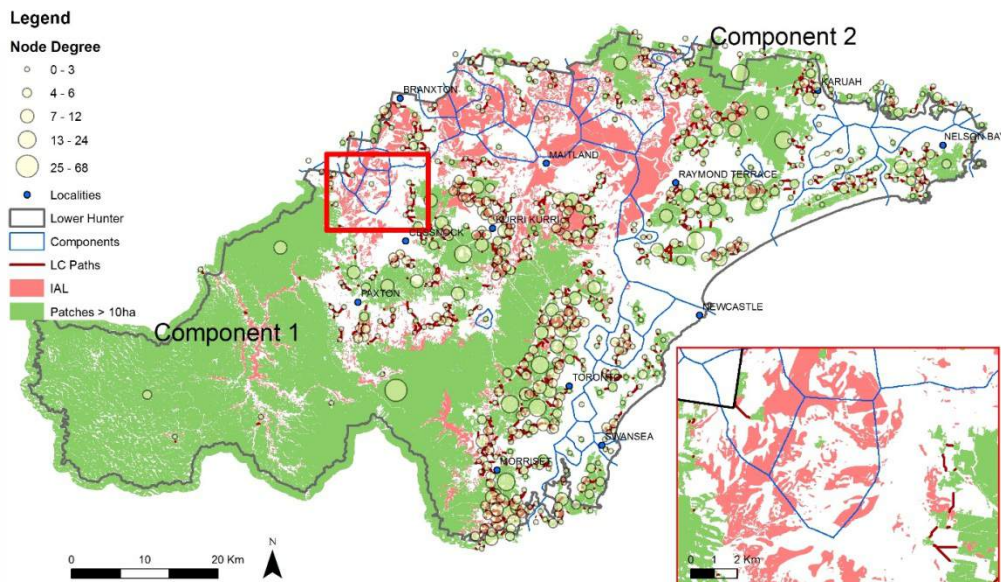 Legend
Node Degree
0 - 3
4 - 6
7 - 12
13 - 24
25 - 68
Localities
Lower Hunter
Components
LC Paths
IAL
Patches > 10ha
Component 2
KARUAH
BRANXTON
NELSON BAY
MAITLAND
RAYMOND TERRACE
KURRI KURRI
CESSNOCK
PAXTON
NEWCASTLE
Component 1
TORONTO
SWANSEA
MORRISET
0 10 20 Km
N
0 1 2 Km